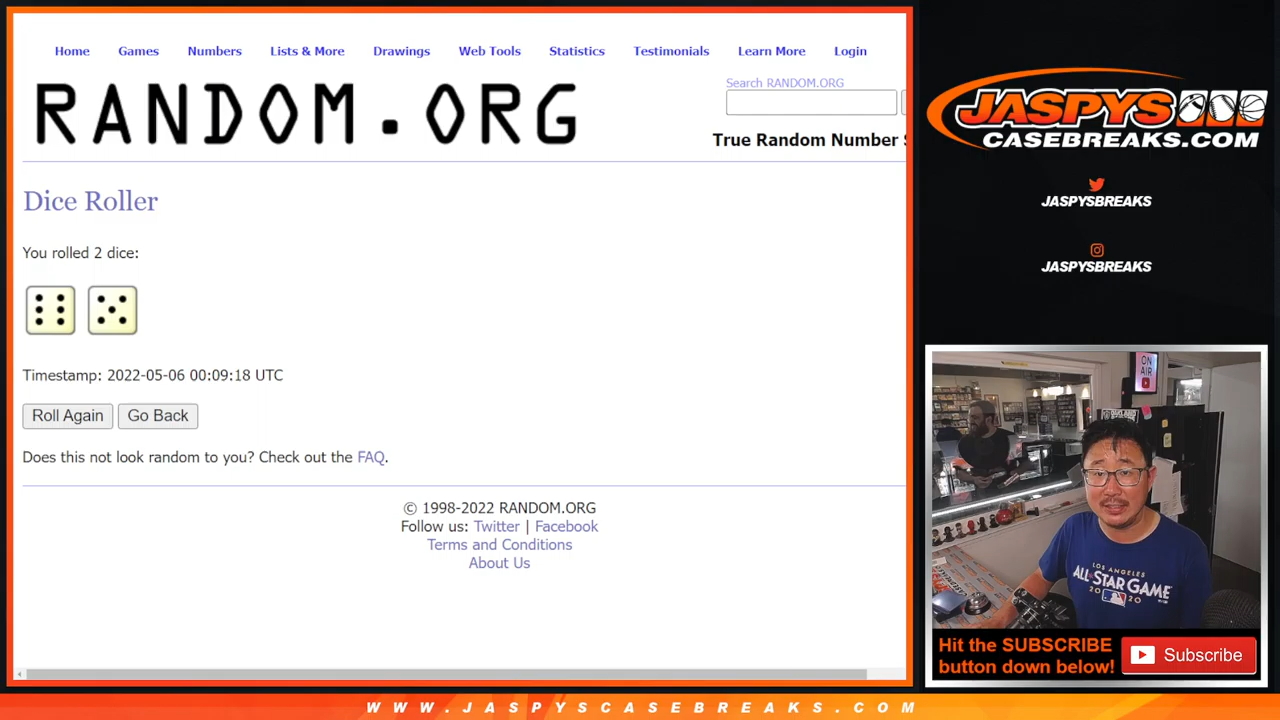 Home Games Numbers Lists & More Drawings Web Tools Statistics Testimonials Learn More Login
RANDOM.ORG
Search RANDOM.ORG
True Random Number
Dice Roller
You rolled 2 dice:
Timestamp: 2022-05-06 00:09:18 UTC
Roll Again Go Back
Does this not look random to you? Check out the FAQ.
© 1998-2022 RANDOM.ORG
Follow us: Twitter | Facebook
Terms and Conditions
About Us
JASPYS
CASEBREAKS.COM
JASPYSBREAKS
JASPYSBREAKS
ON
AIR
LOS ANGELES
ALL-STAR GAME
2020
Hit the SUBSCRIBE
button down below!
Subscribe
WWW.JASPYSCASEBREAKS.COM